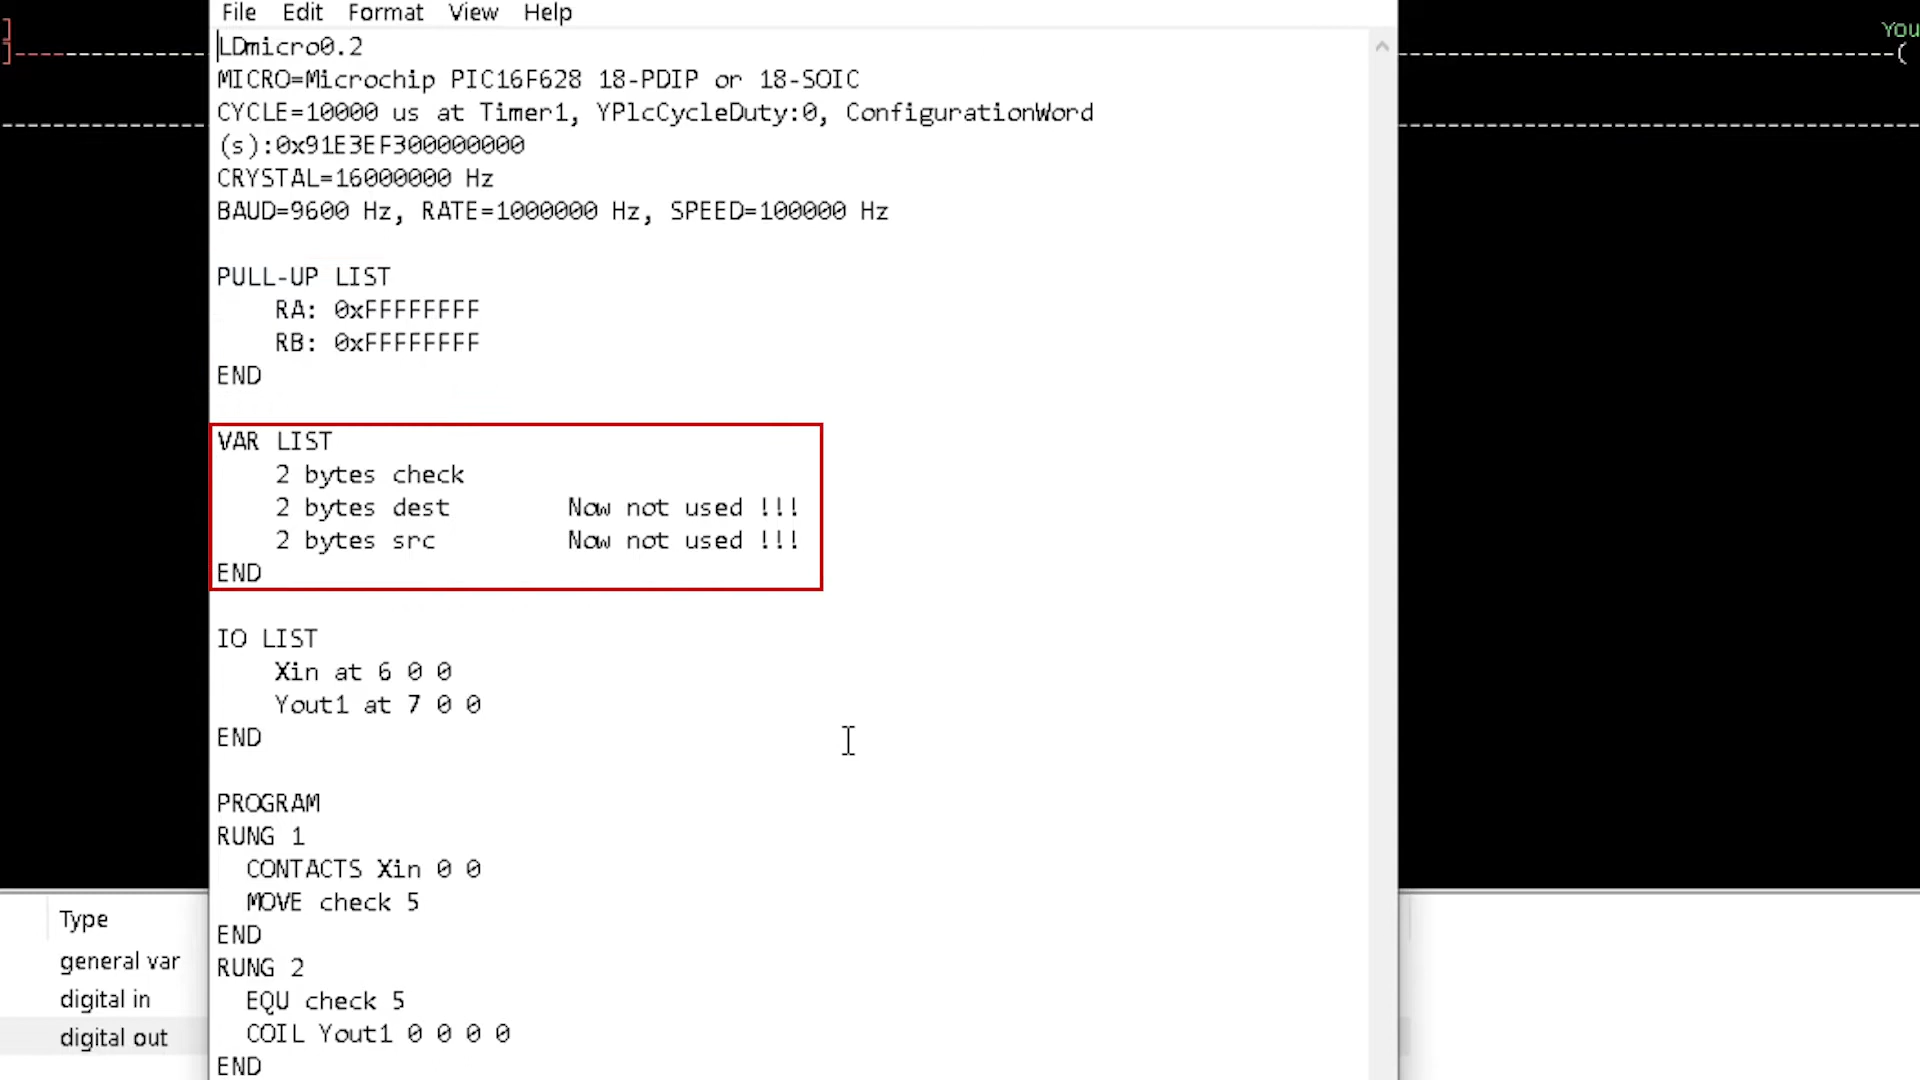 File Edit Format View Help
LDmicro0.2
MICRO=Microchip PIC16F628 18-PDIP or 18-SOIC
CYCLE=10000 us at Timer1, YPlcCycleDuty:0, ConfigurationWord
(s):0x91E3EF300000000
CRYSTAL=16000000 Hz
BAUD=9600 Hz, RATE=1000000 Hz, SPEED=100000 Hz
PULL-UP LIST
RA: 0xFFFFFFFF
RB: 0xFFFFFFFF
END
VAR LIST
2 bytes check
2 bytes dest Now not used !!!
2 bytes src Now not used !!!
END
IO LIST
Xin at 6 0 0
Yout1 at 7 0 0
END
PROGRAM
RUNG 1
CONTACTS Xin 0 0
MOVE check 5
END
RUNG 2
EQU check 5
COIL Yout1 0 0 0 0
END
Type
general var
digital in
digital out
You